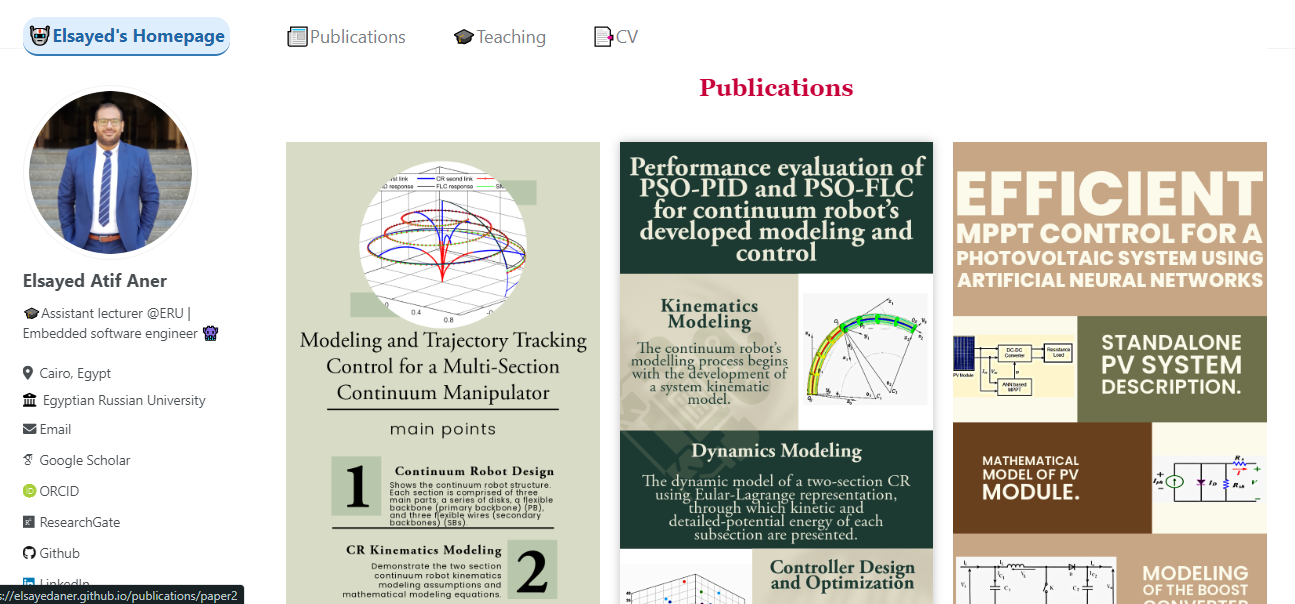 Elsayed's Homepage
Publications
Teaching
CV
Elsayed Atif Aner
Assistant lecturer @ERU |
Embedded software engineer
Cairo, Egypt
Egyptian Russian University
Email
Google Scholar
ORCID
ResearchGate
Github
LinkedIn
s://elsayedaner.github.io/publications/paper2
Publications
CR seond link
response
FLC response
0.4
0.8
Modeling and Trajectory Tracking
Control for a Multi-Section
Continuum Manipulator
main points
1
Continuum Robot Design
Shows the continuum robot structure.
Each section is comprised of three
main parts; a series of disks, a flexible
backbone (primary backbone) (PB),
and three flexible wires (secondary
backbones) (SBs).
CR Kinematics Modeling
Demonstrate the two section
continuum robot kinematics
modeling assumptions and
mathematical modeling equations.
2
Performance evaluation of
PSO-PID and PSO-FLC
for continuum robot's
developed modeling and
control
Kinematics
Modeling
The continuum robot's
modelling process begins
with the development of
a system kinematic
model.
Dynamics Modeling
The dynamic model of a two-section CR
using Eular-Lagrange representation,
through which kinetic and
detailed-potential energy of each
subsection are presented.
Controller Design
and Optimization
EFFICIENT
MPPT CONTROL FOR A
PHOTOVOLTAIC SYSTEM USING
ARTIFICIAL NEURAL NETWORKS
PV Module
DC-DC
Converter
Resistance
Load
ANN based
MPPT
STANDALONE
PV SYSTEM
DESCRIPTION.
MATHEMATICAL
MODEL OF PV
MODULE.
MODELING
OF THE BOOST
CONVERTER